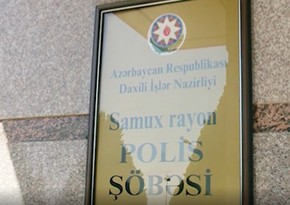 Azərbaycan Respublikası
Daxili İşlər Nazirliyi
Samux rayon
POLİS
ŞÖBƏSİ